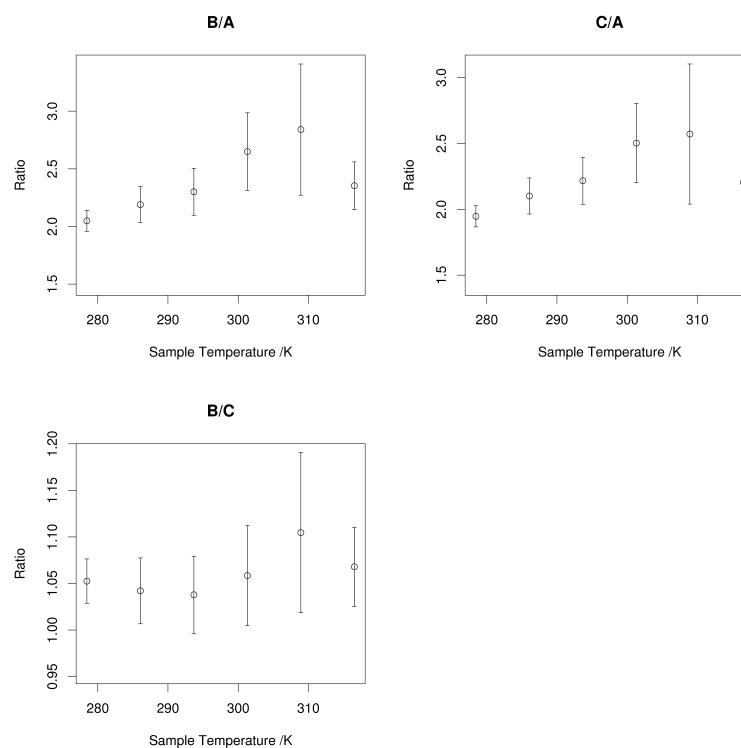 B/A
3.0
2.5
2.0
1.5
Ratio
280 290 300 310
Sample Temperature /K
C/A
3.0
2.5
2.0
1.5
Ratio
280 290 300 310
Sample Temperature /K
B/C
1.20
1.15
1.10
1.05
1.00
0.95
Ratio
280 290 300 310
Sample Temperature /K